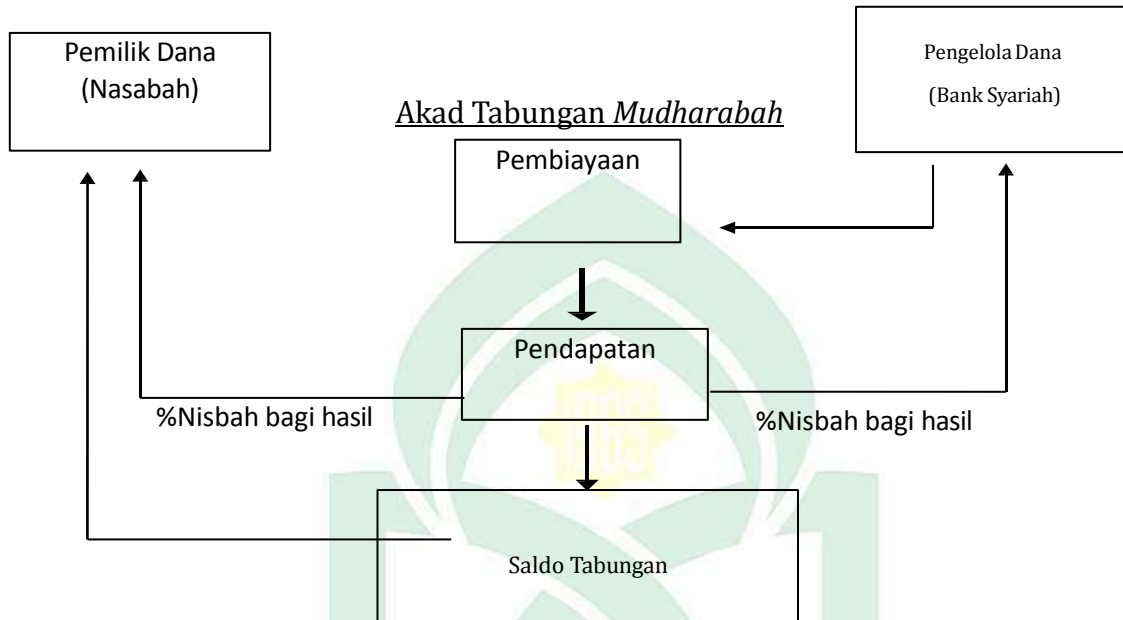 Pemilik Dana
(Nasabah)
Pengelola Dana
(Bank Syariah)
Akad Tabungan Mudharabah
Pembiayaan
Pendapatan
%Nisbah bagi hasil
%Nisbah bagi hasil
Saldo Tabungan